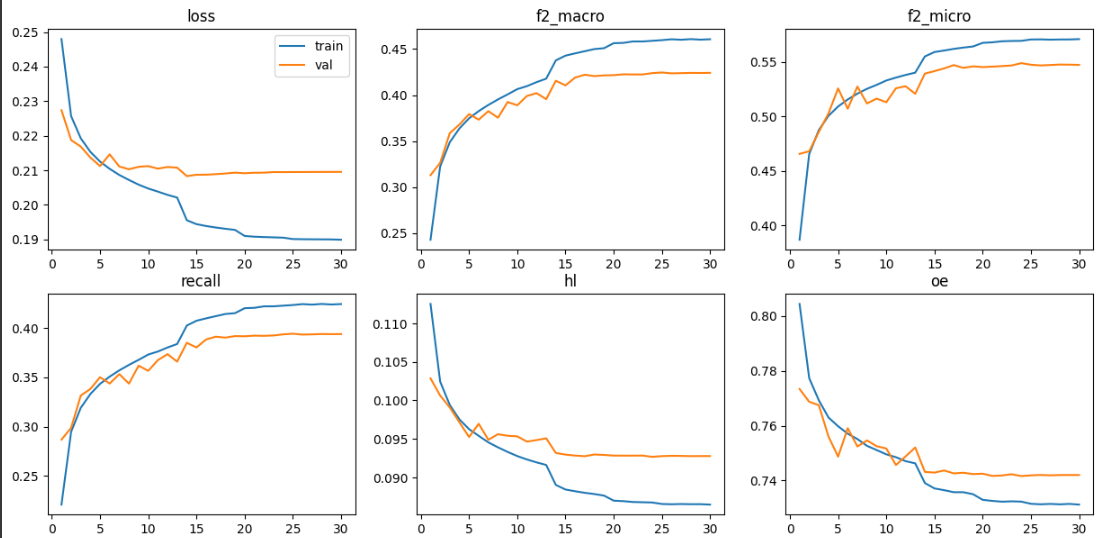 loss
0.25
0.24
0.23
0.22
0.21
0.20
0.19
0 5 10 15 20 25 30
train
val
f2_macro
0.45
0.40
0.35
0.30
0.25
0 5 10 15 20 25 30
f2_micro
0.55
0.50
0.45
0.40
0 5 10 15 20 25 30
recall
0.40
0.35
0.30
0.25
0 5 10 15 20 25 30
hl
0.110
0.105
0.100
0.095
0.090
0 5 10 15 20 25 30
oe
0.80
0.78
0.76
0.74
0 5 10 15 20 25 30